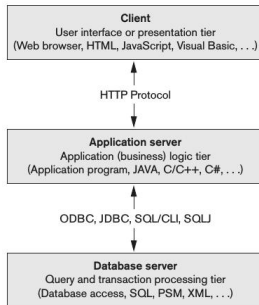 Client
User interface or presentation tier
(Web browser, HTML, JavaScript, Visual Basic, . . .)
HTTP Protocol
Application server
Application (business) logic tier
(Application program, JAVA, C/C++, C#, . . .)
ODBC, JDBC, SQL/CLI, SQLJ
Database server
Query and transaction processing tier
(Database access, SQL, PSM, XML, . . .)